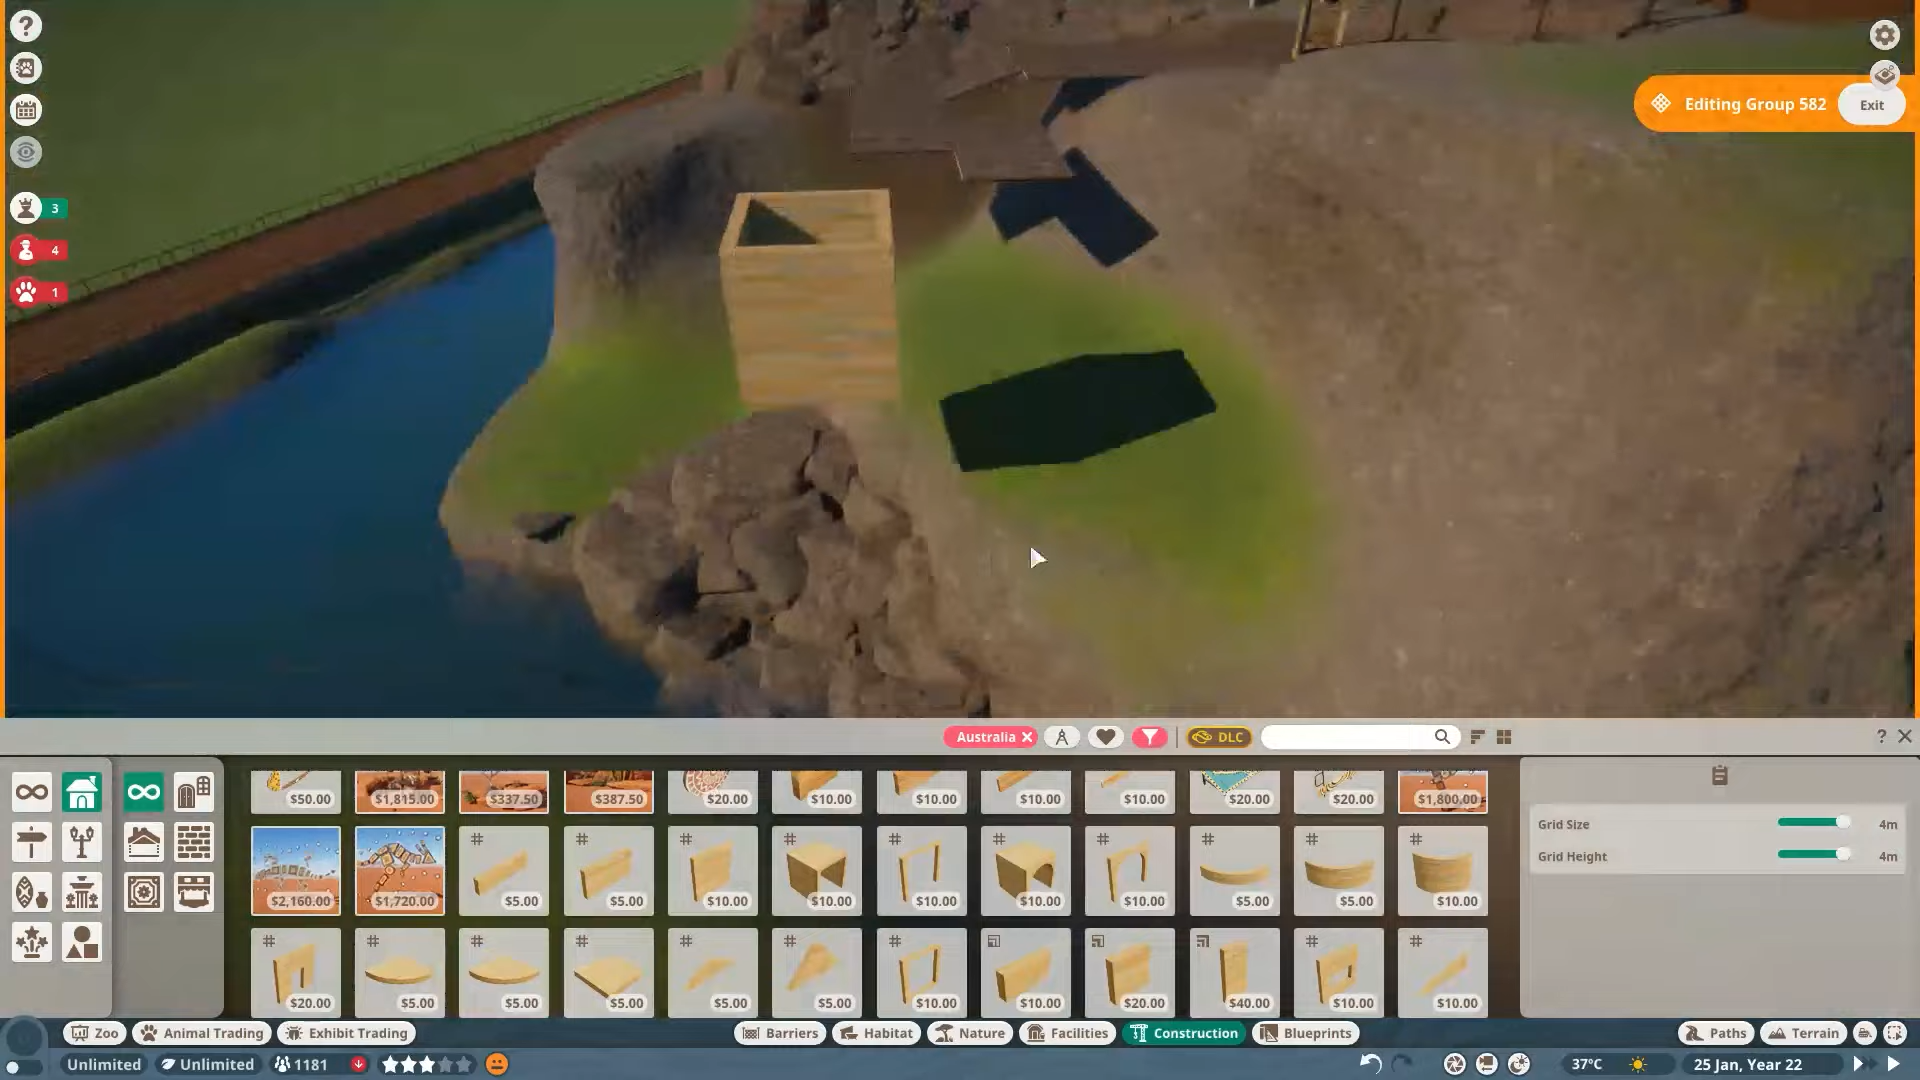 ?
Editing Group 582 Exit
3
4
1
Australia × DLC ? ×
$50.00 $1,815.00 $337.50 $387.50 $20.00 $10.00 $10.00 $10.00 $10.00 $20.00 $20.00 $1,800.00
Grid Size 4m
Grid Height 4m
$2,160.00 $1,720.00 $5.00 $5.00 $10.00 $10.00 $10.00 $10.00 $10.00 $5.00 $5.00 $10.00
$20.00 $5.00 $5.00 $5.00 $5.00 $5.00 $10.00 $10.00 $20.00 $40.00 $10.00 $10.00
Zoo Animal Trading Exhibit Trading Barriers Habitat Nature Facilities Construction Blueprints Paths Terrain
Unlimited Unlimited 1181 37°C 25 Jan, Year 22